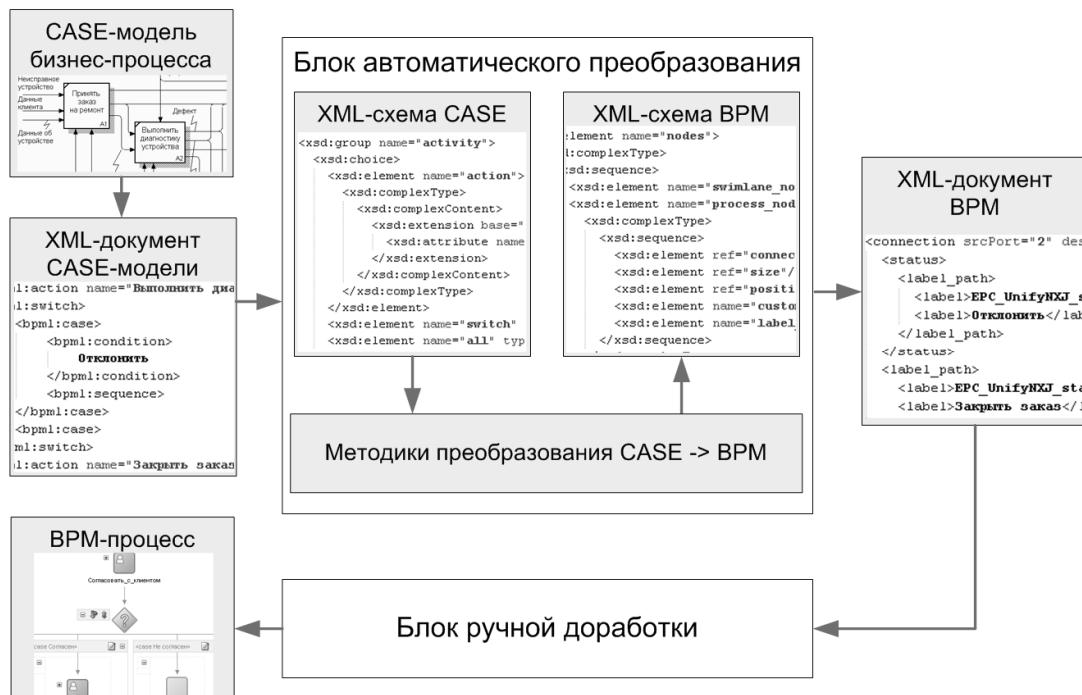 CASE-модель
бизнес-процесса
Неисправное
устройство
Данные
клиента
Данные об
устройстве
Принять
заказ
на ремонт
A1
Дефект
Выполнить
диагностику
устройства
A2
XML-документ
CASE-модели
l:action name="Выполнить диа
l:switch>
<bpml:case>
<bpml:condition>
Отклонить
</bpml:condition>
<bpml:sequence>
</bpml:case>
<bpml:case>
ml:switch>
l:action name="Закрыть заказ
Блок автоматического преобразования
XML-схема CASE
<xsd:group name="activity">
<xsd:choice>
<xsd:element name="action">
<xsd:complexType>
<xsd:complexContent>
<xsd:extension base="
<xsd:attribute name
</xsd:extension>
</xsd:complexContent>
</xsd:complexType>
</xsd:element>
<xsd:element name="switch"
<xsd:element name="all" typ
XML-схема BPM
:lement name="nodes">
d:complexType>
:sd:sequence>
<xsd:element name="swimlane_no
<xsd:element name="process_nod
<xsd:complexType>
<xsd:sequence>
<xsd:element ref="connec
<xsd:element ref="size"/
<xsd:element ref="positi
<xsd:element name="custom
<xsd:element name="label_
</xsd:sequence>
Методики преобразования CASE -> BPM
XML-документ
BPM
<connection srcPort="2" des
<status>
<label_path>
<label>EPC_UnifyNXJ_s
<label>Отклонить</lab
</label_path>
</status>
<label_path>
<label>EPC_UnifyNXJ_sta
<label>Закрыть заказ</l
BPM-процесс
Согласовать_с_клиентом
case Согласен»
«case Не согласен»
Блок ручной доработки